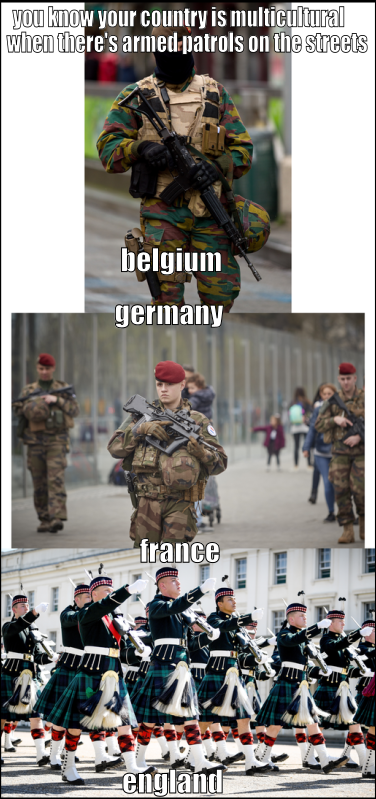 you know your country is multicultural
when there's armed patrols on the streets
belgium
germany
france
england